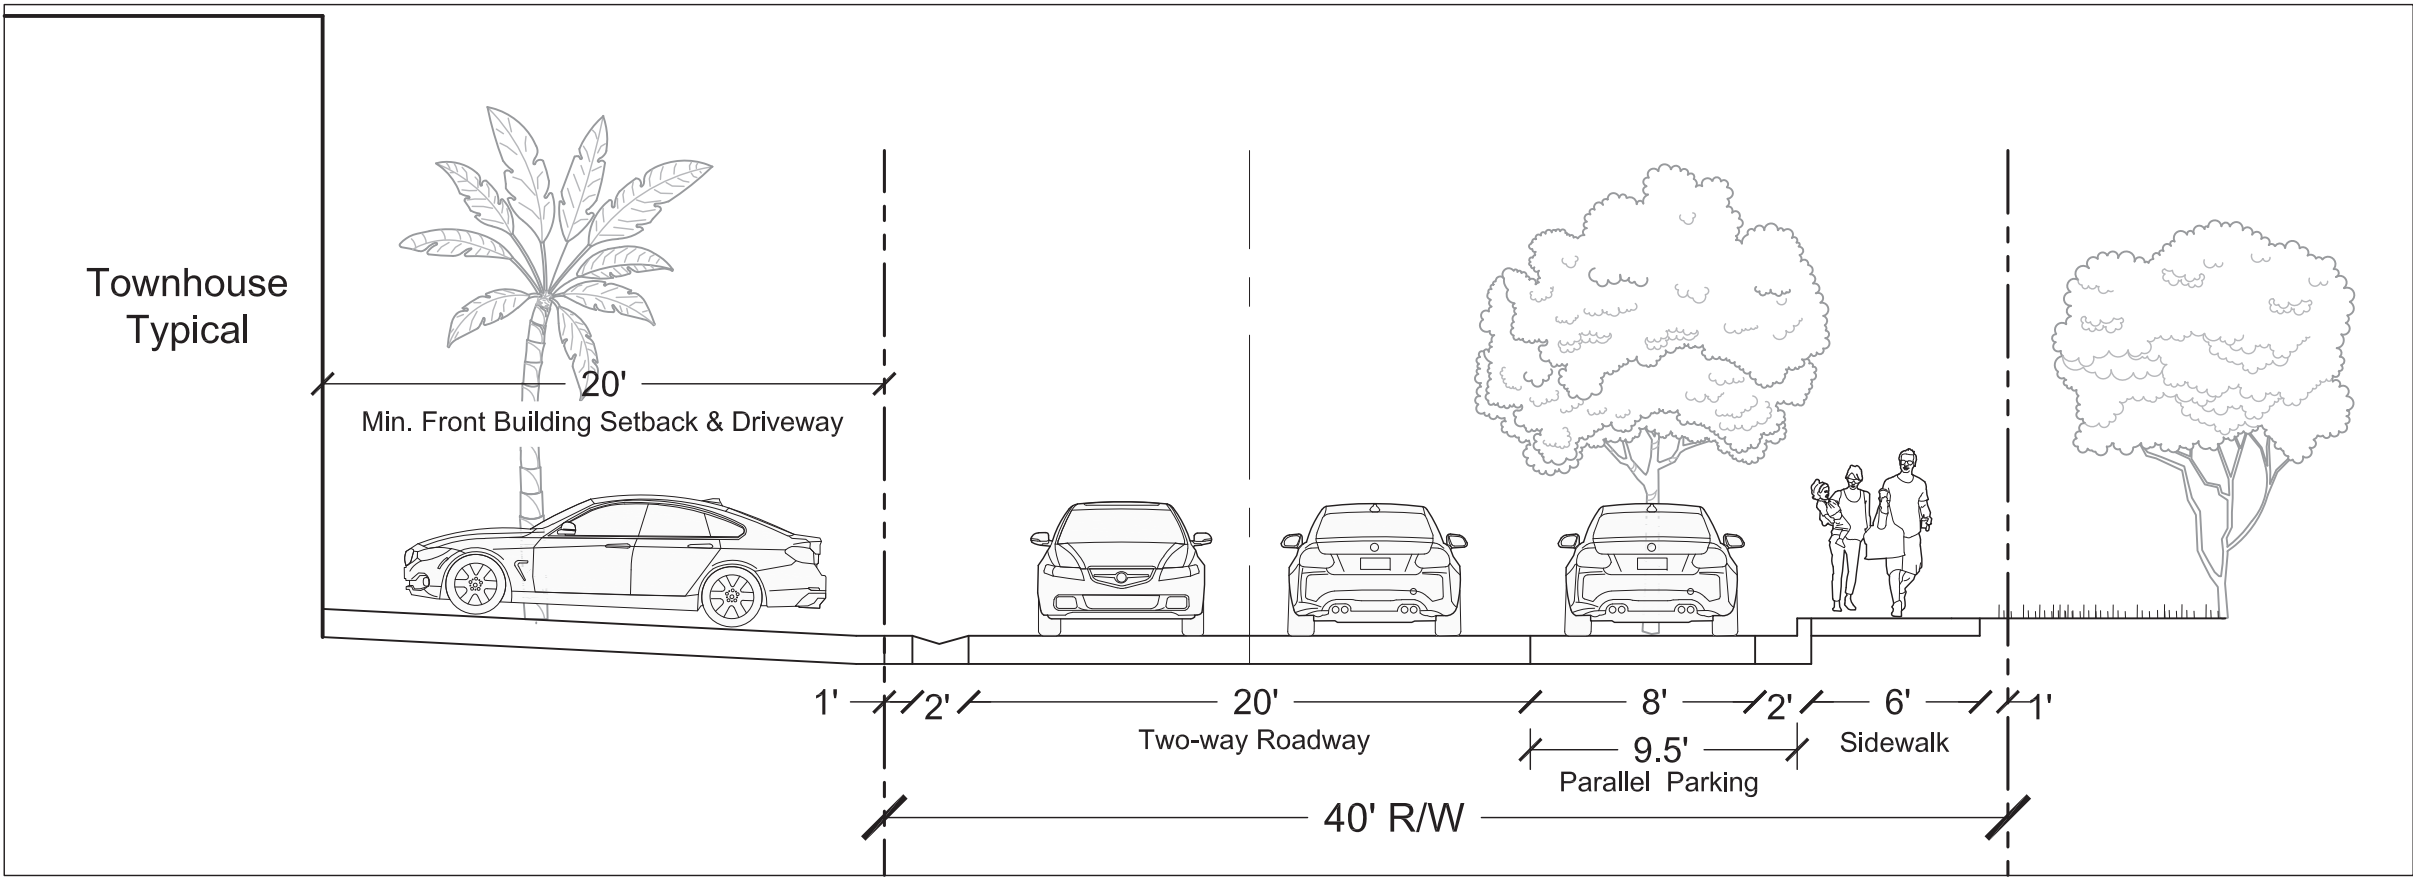 Townhouse
Typical
20'
Min. Front Building Setback & Driveway
1'
2'
20'
8'
2'
6'
1'
Two-way Roadway
9.5'
Sidewalk
Parallel Parking
40' R/W